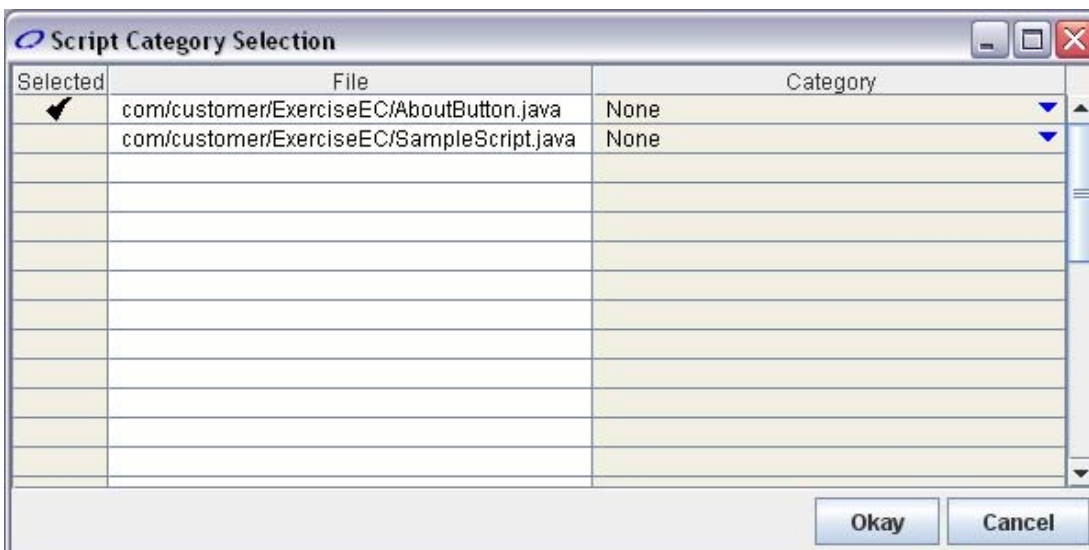 Script Category Selection
Selected File Category
com/customer/ExerciseEC/AboutButton.java None
com/customer/ExerciseEC/SampleScript.java None
Okay Cancel